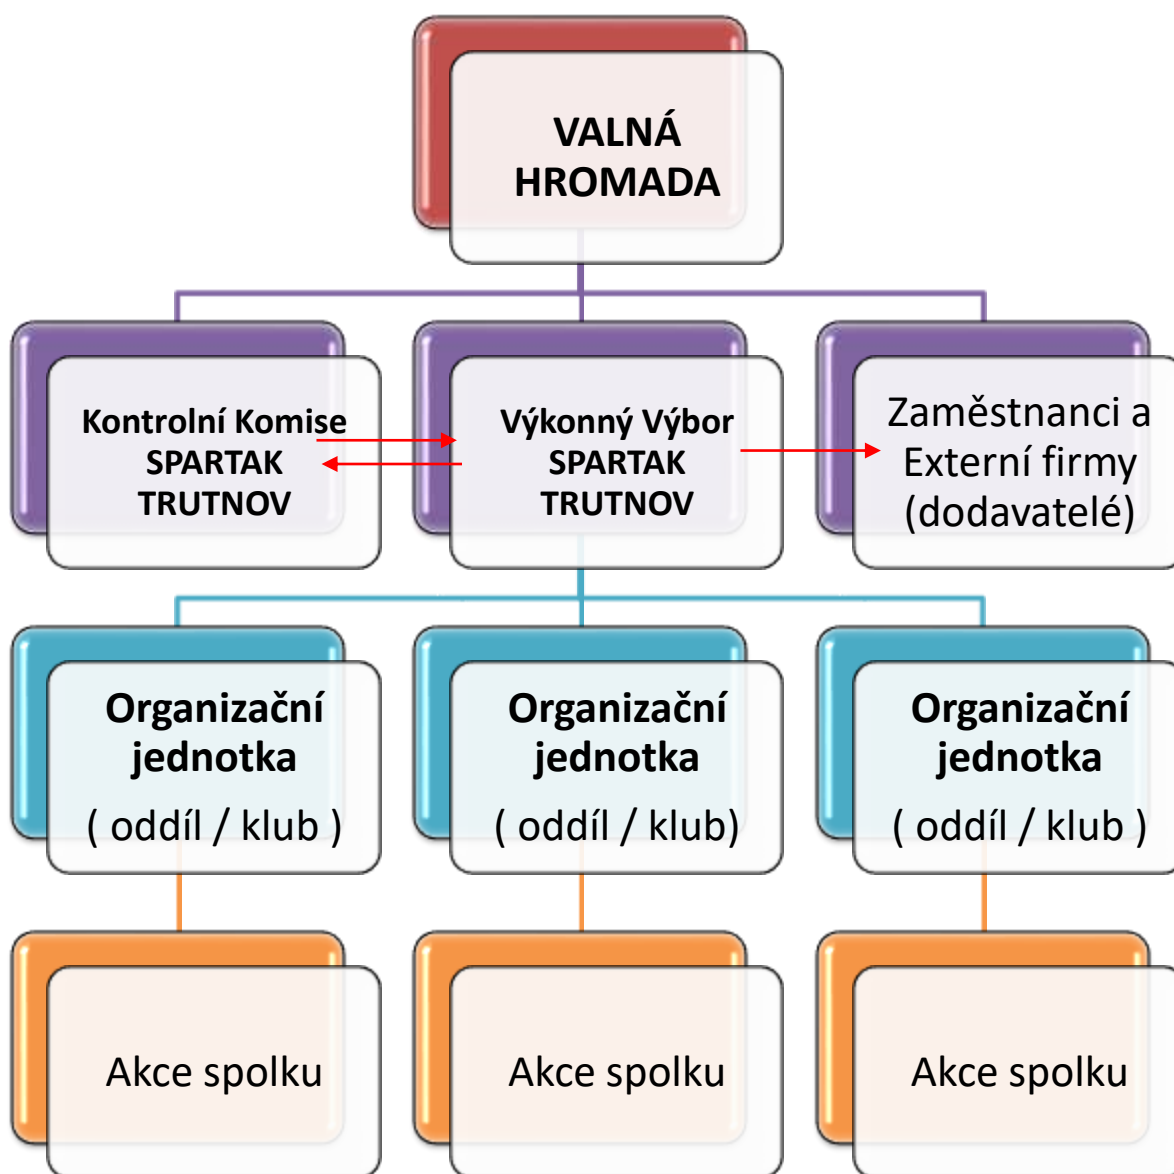 VALNÁ
HROMADA
Kontrolní Komise
SPARTAK
TRUTNOV
Výkonný Výbor
SPARTAK
TRUTNOV
Zaměstnanci a
Externí firmy
(dodavatelé)
Organizační
jednotka
( oddíl / klub )
Organizační
jednotka
( oddíl / klub)
Organizační
jednotka
( oddíl / klub )
Akce spolku
Akce spolku
Akce spolku